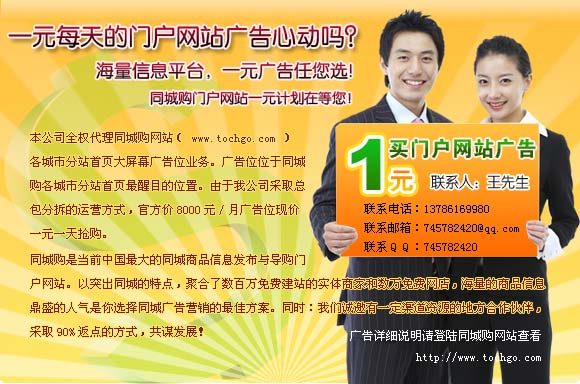 一元每天的门户网站广告心动吗？
海量信息平台，一元广告任您选！
同城购门户网站一元计划在等您！
本公司全权代理同城购网站（ www.tochgo.com ）
各城市分站首页大屏幕广告位业务。广告位位于同城
购各城市分站首页最醒目的位置。由于我公司采取总
包分拆的运营方式，官方价8000元/月广告位现价
一元一天抢购。
1元
买门户网站广告
联系人：王先生
联系电话：13786169980
联系邮箱：745782420@qq.com
联系ＱＱ：745782420
同城购是当前中国最大的同城商品信息发布与导购门
户网站。以突出同城的特点，聚合了数百万免费建站的实体商家和数万免费网店，海量的商品信息
鼎盛的人气是你选择同城广告营销的最佳方案。同时：我们诚邀有一定渠道资源的地方合作伙伴，
采取90%返点的方式，共谋发展！
广告详细说明请登陆同城购网站查看
http://www.tochgo.com